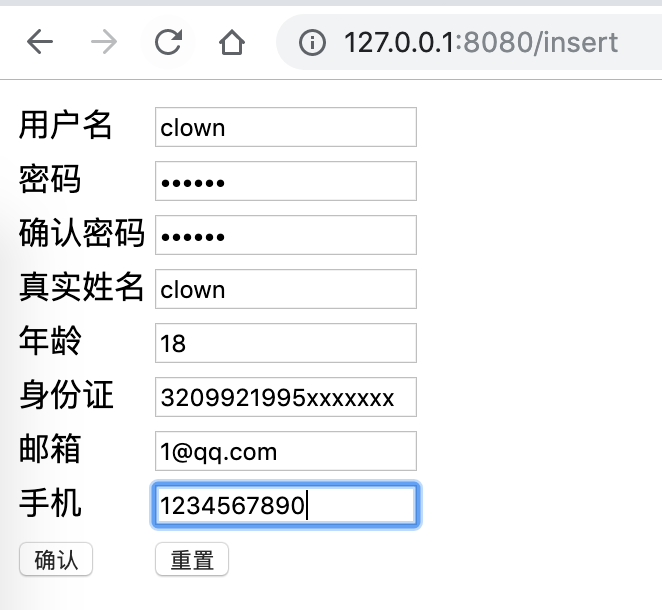 127.0.0.1:8080/insert
用户名 clown
密码 ••••••
确认密码 ••••••
真实姓名 clown
年龄 18
身份证 3209921995xxxxxxx
邮箱 1@qq.com
手机 1234567890
确认 重置